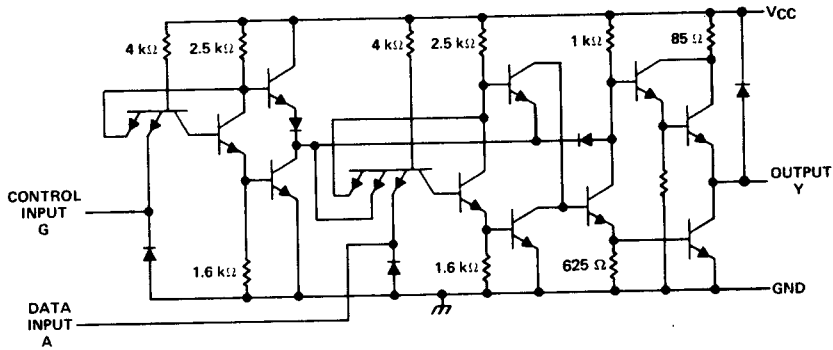 VCC
4 kΩ
2.5 kΩ
4 kΩ
2.5 kΩ
1 kΩ
85 Ω
CONTROL
INPUT
G
OUTPUT
Y
1.6 kΩ
1.6 kΩ
625 Ω
GND
DATA
INPUT
A